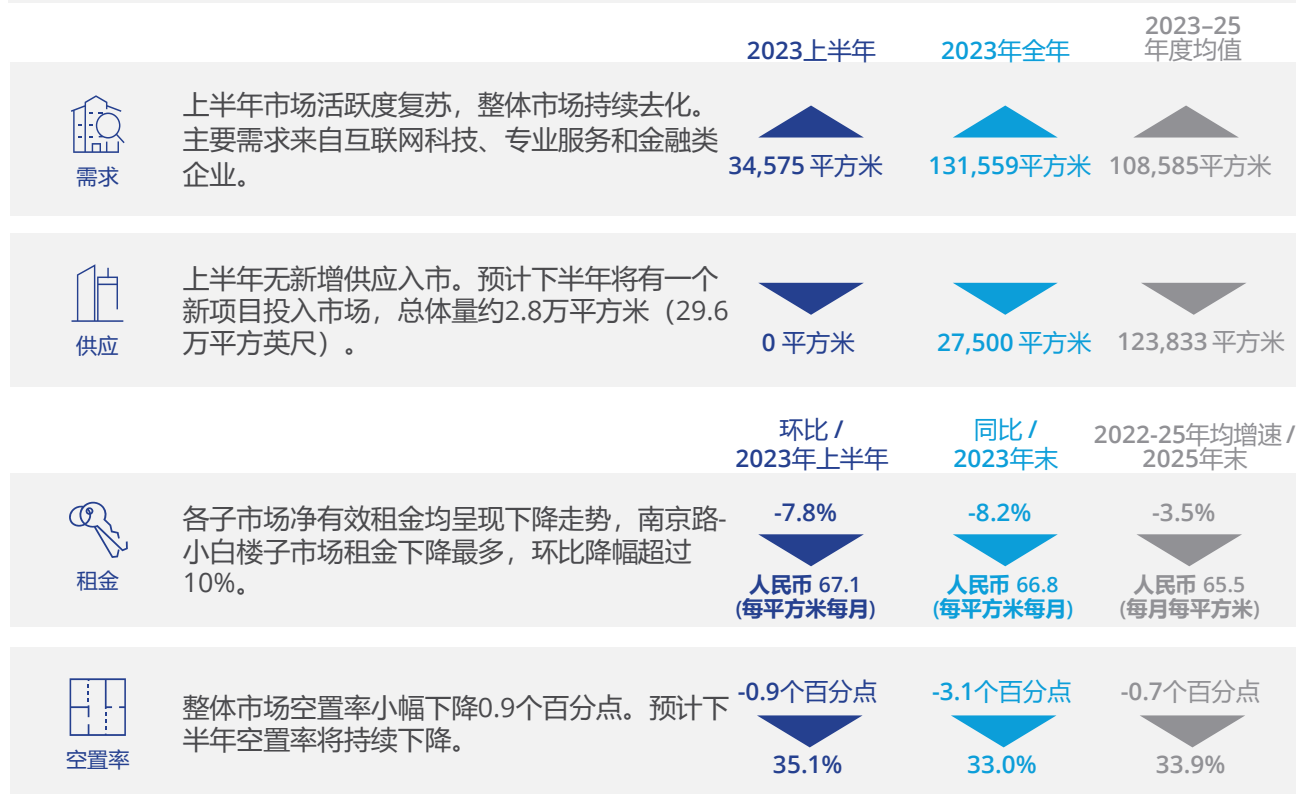 2023上半年
2023年全年
2023–25
年度均值
需求
上半年市场活跃度复苏，整体市场持续去化。
主要需求来自互联网科技、专业服务和金融类
企业。
34,575 平方米
131,559平方米
108,585平方米
供应
上半年无新增供应入市。预计下半年将有一个
新项目投入市场，总体量约2.8万平方米（29.6
万平方英尺）。
0 平方米
27,500 平方米
123,833 平方米
环比 /
2023年上半年
同比 /
2023年末
2022-25年均增速 /
2025年末
租金
各子市场净有效租金均呈现下降走势，南京路-
小白楼子市场租金下降最多，环比降幅超过
10%。
-7.8%
人民币 67.1
(每平方米每月)
-8.2%
人民币 66.8
(每平方米每月)
-3.5%
人民币 65.5
(每月每平方米)
空置率
整体市场空置率小幅下降0.9个百分点。预计下
半年空置率将持续下降。
-0.9个百分点
35.1%
-3.1个百分点
33.0%
-0.7个百分点
33.9%